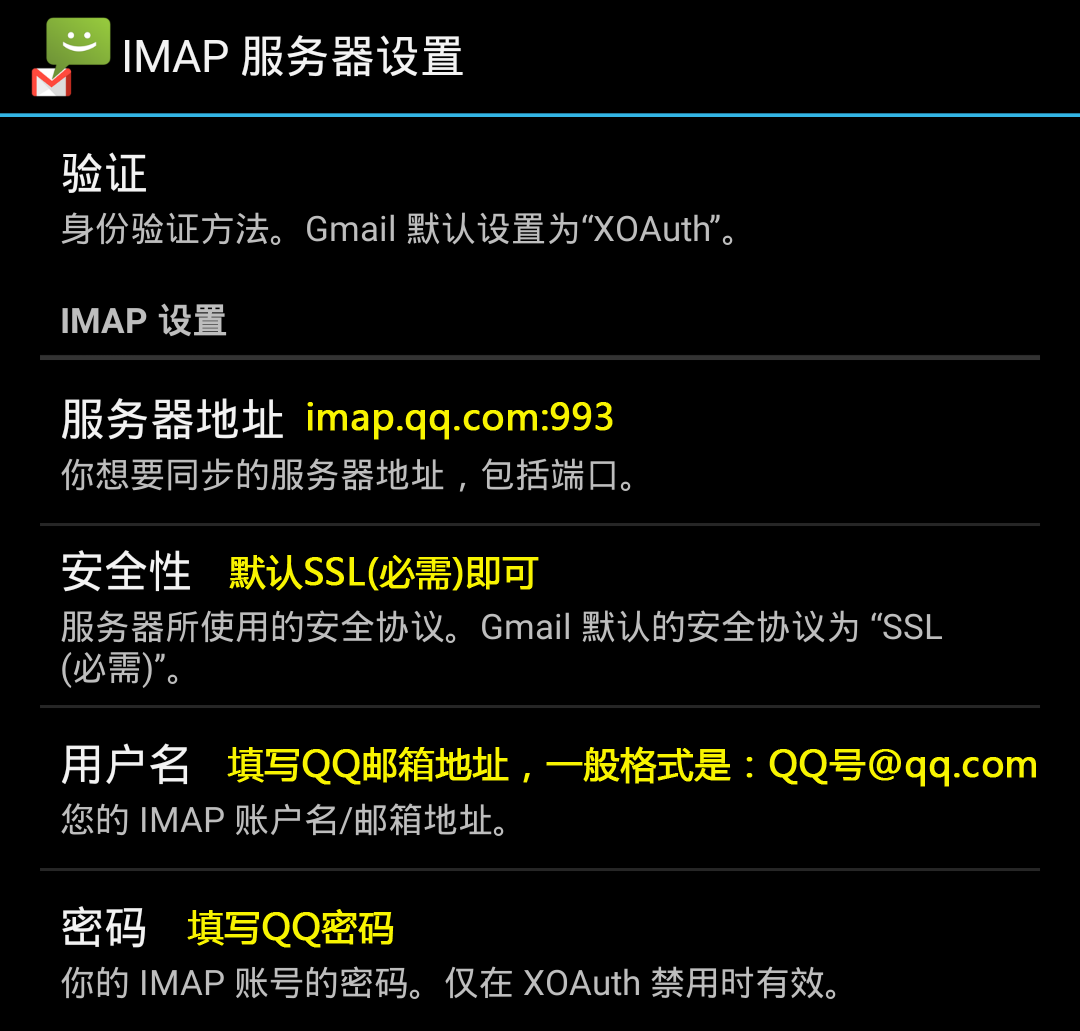 IMAP 服务器设置
验证
身份验证方法。Gmail 默认设置为“XOAuth”。
IMAP 设置
服务器地址 imap.qq.com:993
你想要同步的服务器地址，包括端口。
安全性 默认SSL(必需)即可
服务器所使用的安全协议。Gmail 默认的安全协议为 “SSL
(必需)”。
用户名 填写QQ邮箱地址，一般格式是：QQ号@qq.com
您的 IMAP 账户名/邮箱地址。
密码 填写QQ密码
你的 IMAP 账号的密码。仅在 XOAuth 禁用时有效。